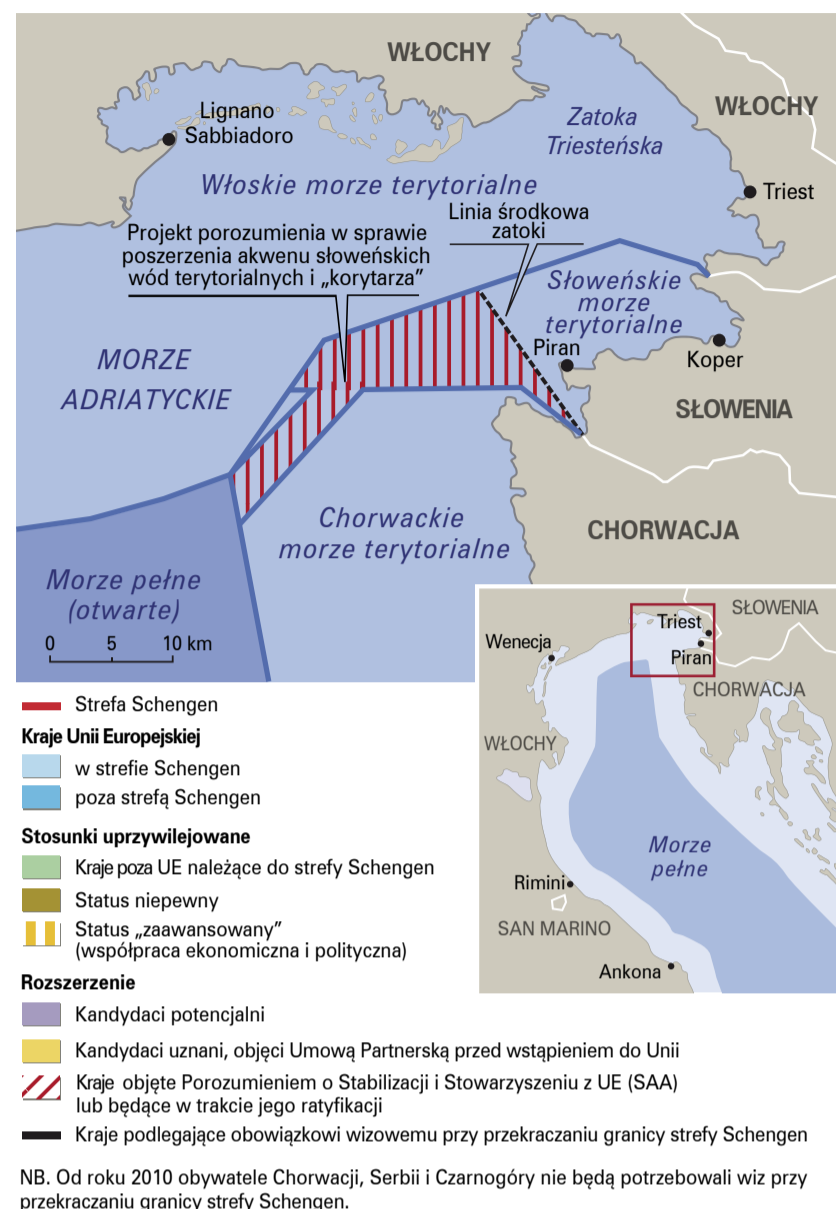 WŁOCHY
WŁOCHY
Lignano
Sabbiadoro
Zatoka
Triesteńska
Triest
Włoskie morze terytorialne
Linia środkowa
zatoki
Projekt porozumienia w sprawie
poszerzenia akwenu słoweńskich
wód terytorialnych i „korytarza”
Słoweńskie
morze
terytorialne
Piran
Koper
MORZE
ADRIATYCKIE
SŁOWENIA
Chorwackie
morze terytorialne
CHORWACJA
Morze pełne
(otwarte)
0 5 10 km
SŁOWENIA
Triest
Wenecja
Piran
CHORWACJA
WŁOCHY
Morze
pełne
Rimini
SAN MARINO
Ankona
Strefa Schengen
Kraje Unii Europejskiej
w strefie Schengen
poza strefą Schengen
Stosunki uprzywilejowane
Kraje poza UE należące do strefy Schengen
Status niepewny
Status „zaawansowany”
(współpraca ekonomiczna i polityczna)
Rozszerzenie
Kandydaci potencjalni
Kandydaci uznani, objęci Umową Partnerską przed wstąpieniem do Unii
Kraje objęte Porozumieniem o Stabilizacji i Stowarzyszeniu z UE (SAA)
lub będące w trakcie jego ratyfikacji
Kraje podlegające obowiązkowi wizowemu przy przekraczaniu granicy strefy Schengen
NB. Od roku 2010 obywatele Chorwacji, Serbii i Czarnogóry nie będą potrzebowali wiz przy
przekraczaniu granicy strefy Schengen.